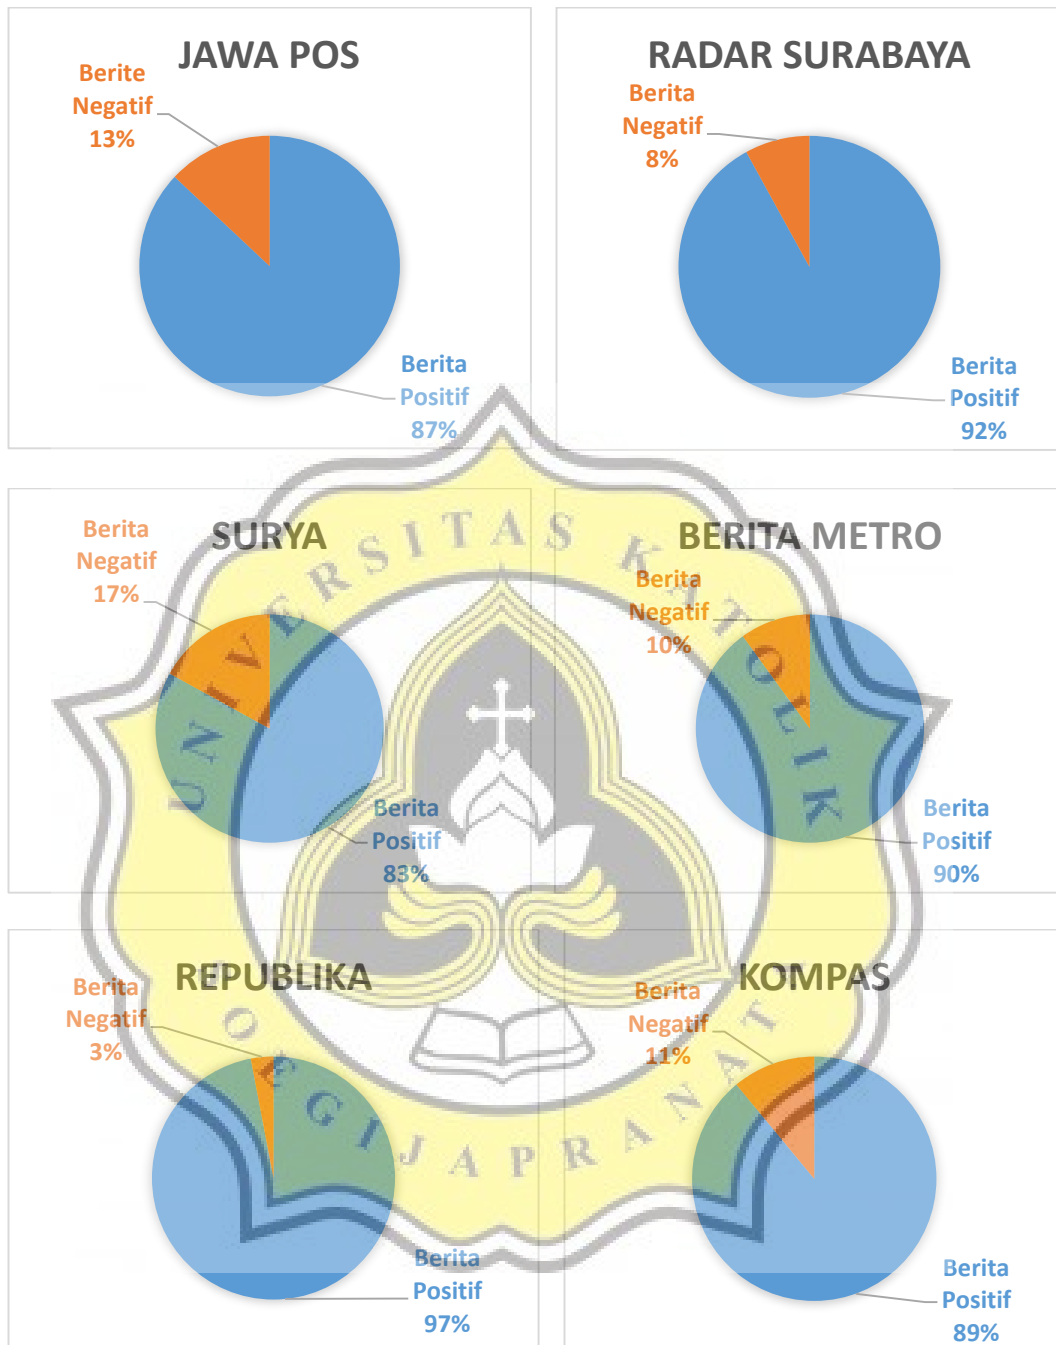 JAWA POS
Berite
Negatif
13%
Berita
Positif
87%
RADAR SURABAYA
Berita
Negatif
8%
Berita
Positif
92%
SURYA
Berita
Negatif
17%
Berita
Positif
83%
BERITA METRO
Berita
Negatif
10%
Berita
Positif
90%
REPUBLIKA
Berita
Negatif
3%
Berita
Positif
97%
KOMPAS
Berita
Negatif
11%
Berita
Positif
89%
UNIVERSITAS KATOLIK
SOEGIJAPRANATA